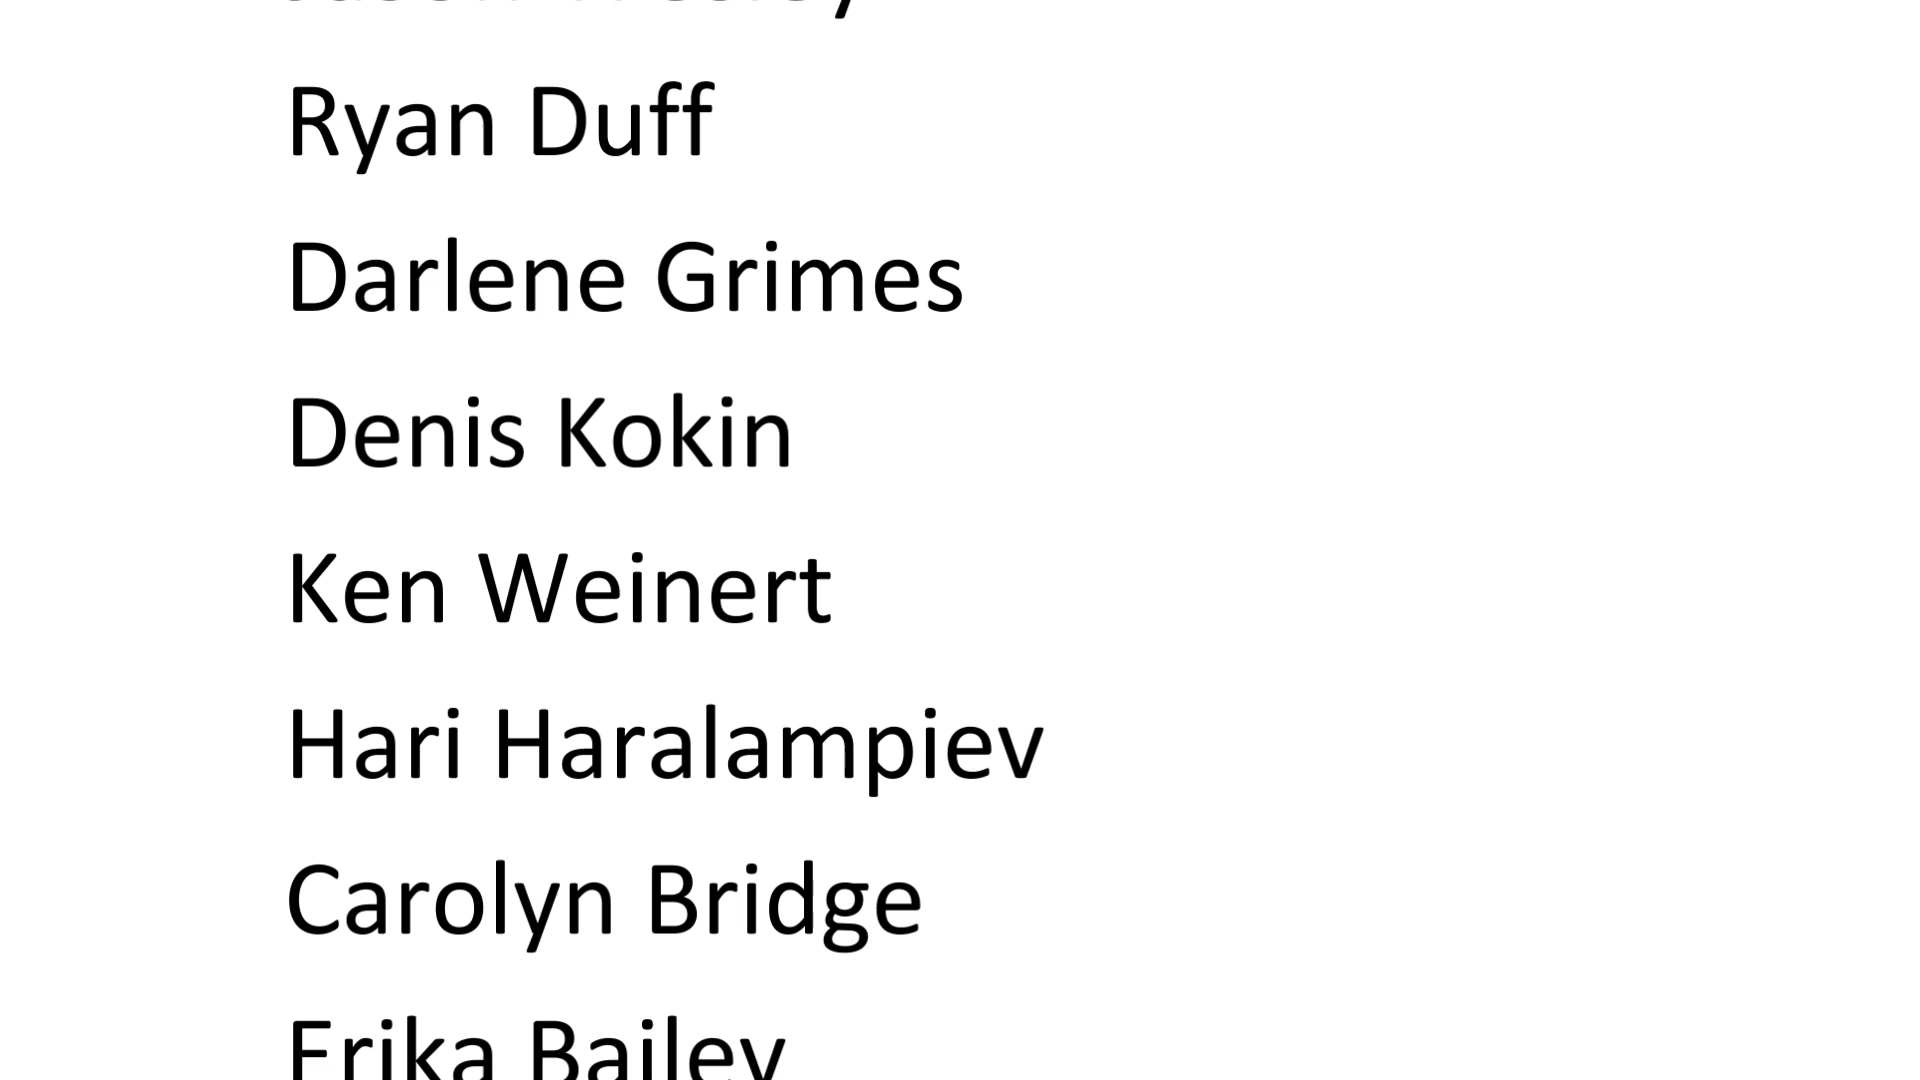 Ryan Duff
Darlene Grimes
Denis Kokin
Ken Weinert
Hari Haralampiev
Carolyn Bridge
Erika Bailey